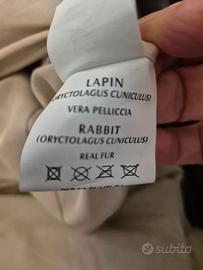 LAPIN
(ORYCTOLAGUS CUNICULUS)
VERA PELLICCIA
RABBIT
(ORYCTOLAGUS CUNICULUS)
REAL FUR
subito